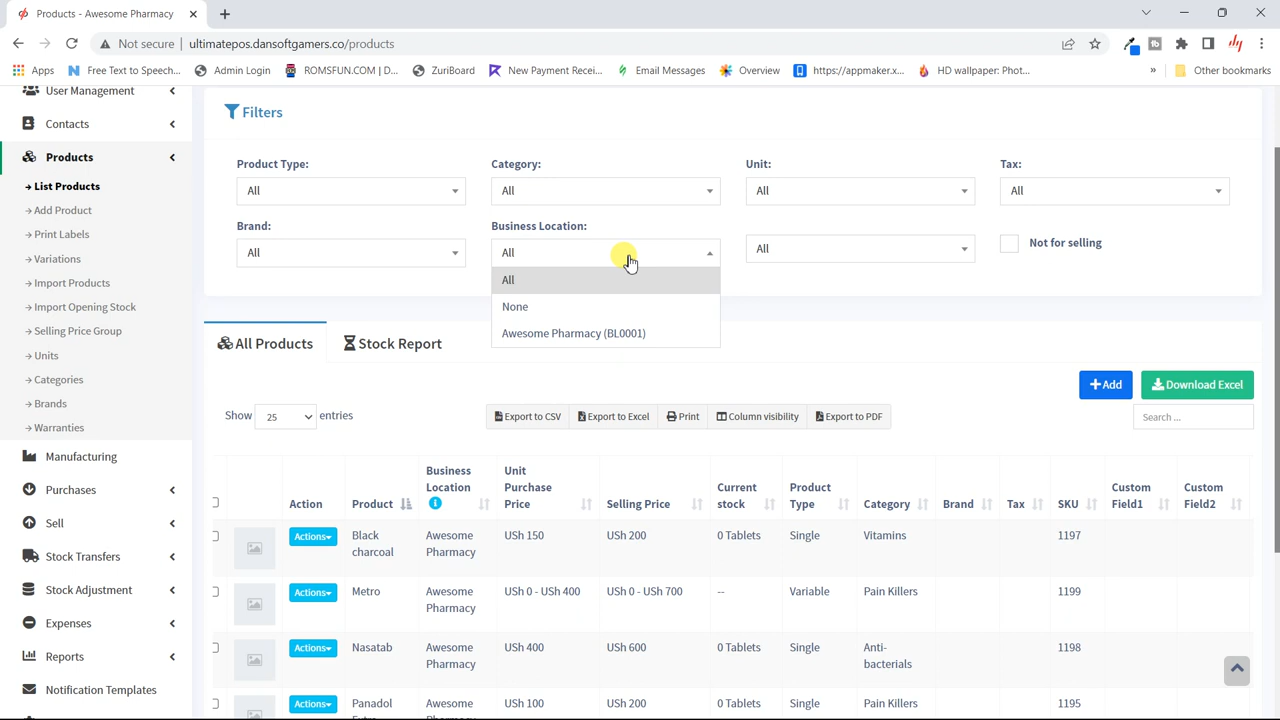 Products - Awesome Pharmacy
Not secure | ultimatepos.dansoftgamers.co/products
Apps Free Text to Speech... Admin Login ROMSFUN.COM | D... ZuriBoard New Payment Recei... Email Messages Overview https://appmaker.x... HD wallpaper: Phot... » Other bookmarks
User Management
Contacts
Products
List Products
Add Product
Print Labels
Variations
Import Products
Import Opening Stock
Selling Price Group
Units
Categories
Brands
Warranties
Manufacturing
Purchases
Sell
Stock Transfers
Stock Adjustment
Expenses
Reports
Notification Templates
Filters
Product Type: Category: Unit: Tax:
All All All All
Brand: Business Location:
All All All Not for selling
All
None
Awesome Pharmacy (BL0001)
All Products Stock Report
+Add Download Excel
Show 25 entries Export to CSV Export to Excel Print Column visibility Export to PDF Search ...
Action Product Business Location Unit Purchase Price Selling Price Current stock Product Type Category Brand Tax SKU Custom Field1 Custom Field2
Actions Black charcoal Awesome Pharmacy USh 150 USh 200 0 Tablets Single Vitamins 1197
Actions Metro Awesome Pharmacy USh 0 - USh 400 USh 0 - USh 700 -- Variable Pain Killers 1199
Actions Nasatab Awesome Pharmacy USh 400 USh 600 0 Tablets Single Anti-bacterials 1198
Actions Panadol Awesome USh 100 USh 200 0 Tablets Single Pain Killers 1195